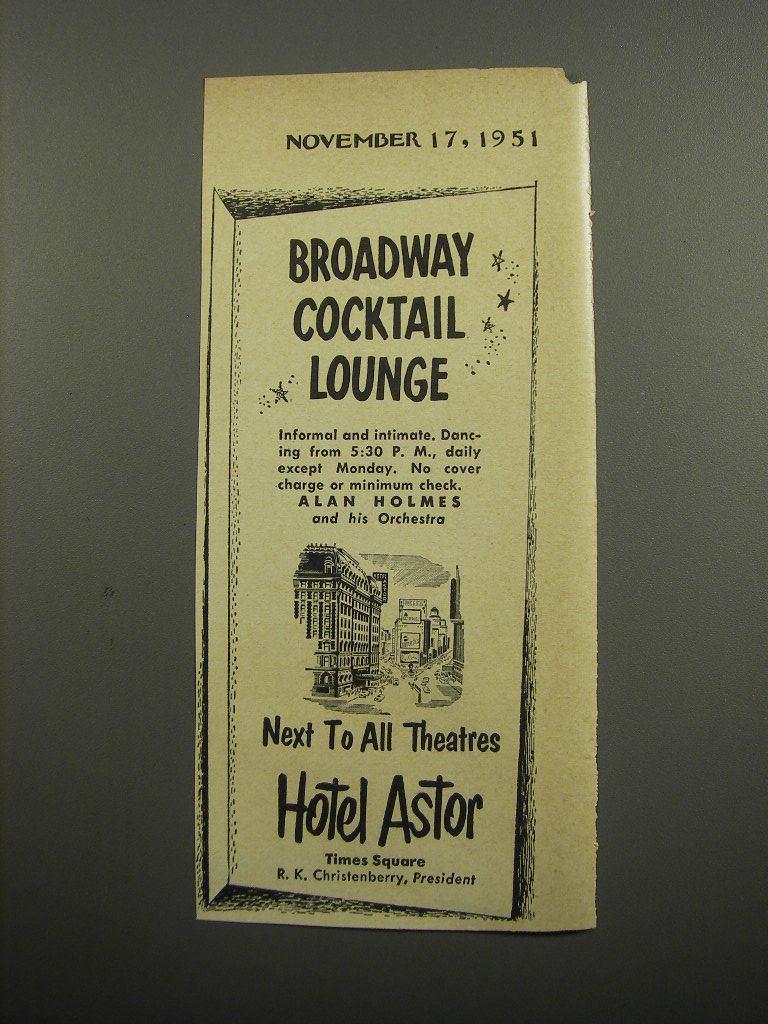 NOVEMBER 17, 1951
BROADWAY
COCKTAIL
LOUNGE
Informal and intimate. Danc-
ing from 5:30 P. M., daily
except Monday. No cover
charge or minimum check.
ALAN HOLMES
and his Orchestra
Next To All Theatres
Hotel Astor
Times Square
R. K. Christenberry, President